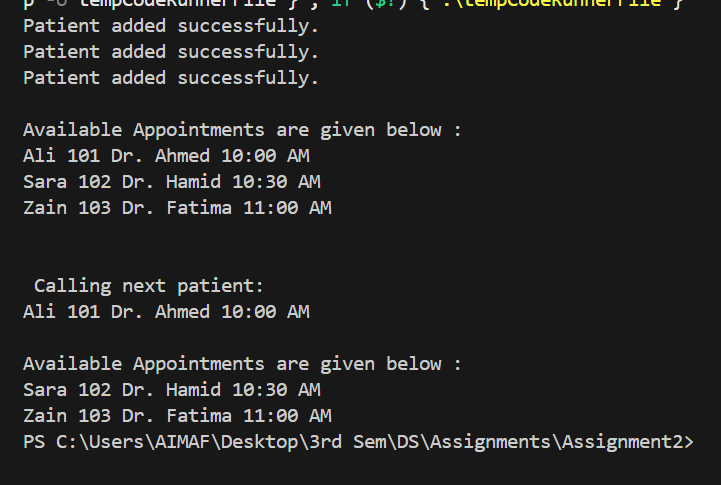 p -o tempCodeRunnerFile } ; if ($?) { .\tempCodeRunnerFile }
Patient added successfully.
Patient added successfully.
Patient added successfully.
Available Appointments are given below :
Ali 101 Dr. Ahmed 10:00 AM
Sara 102 Dr. Hamid 10:30 AM
Zain 103 Dr. Fatima 11:00 AM
Calling next patient:
Ali 101 Dr. Ahmed 10:00 AM
Available Appointments are given below :
Sara 102 Dr. Hamid 10:30 AM
Zain 103 Dr. Fatima 11:00 AM
PS C:\Users\AIMAF\Desktop\3rd Sem\DS\Assignments\Assignment2>